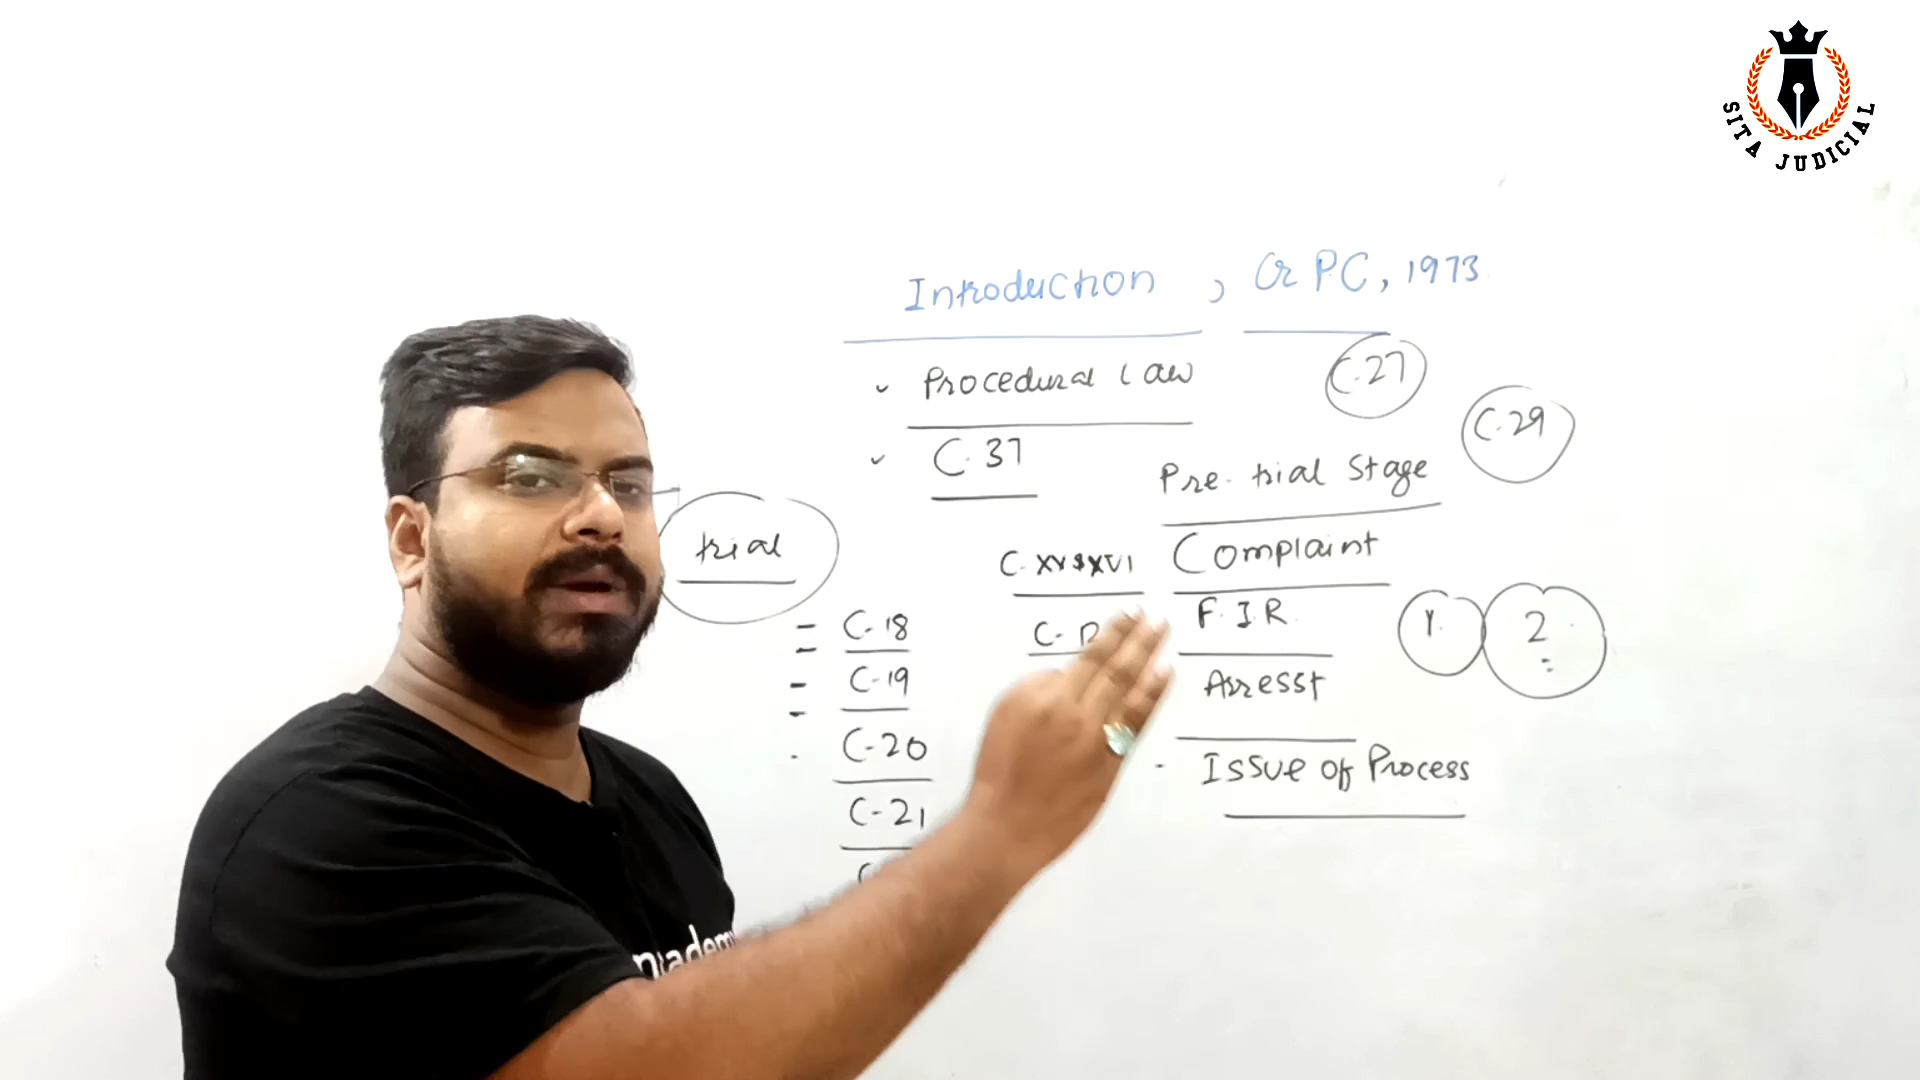 SITA JUDICIAL
Introduction, Cr P.C, 1973
Procedural Law
C.27
C.37
C.29
Pre-trial Stage
trial
C. XV & XVI
Complaint
C-18
C-
F.I.R.
1
2
C-19
Arresst
C-20
Issue of Process
C-21